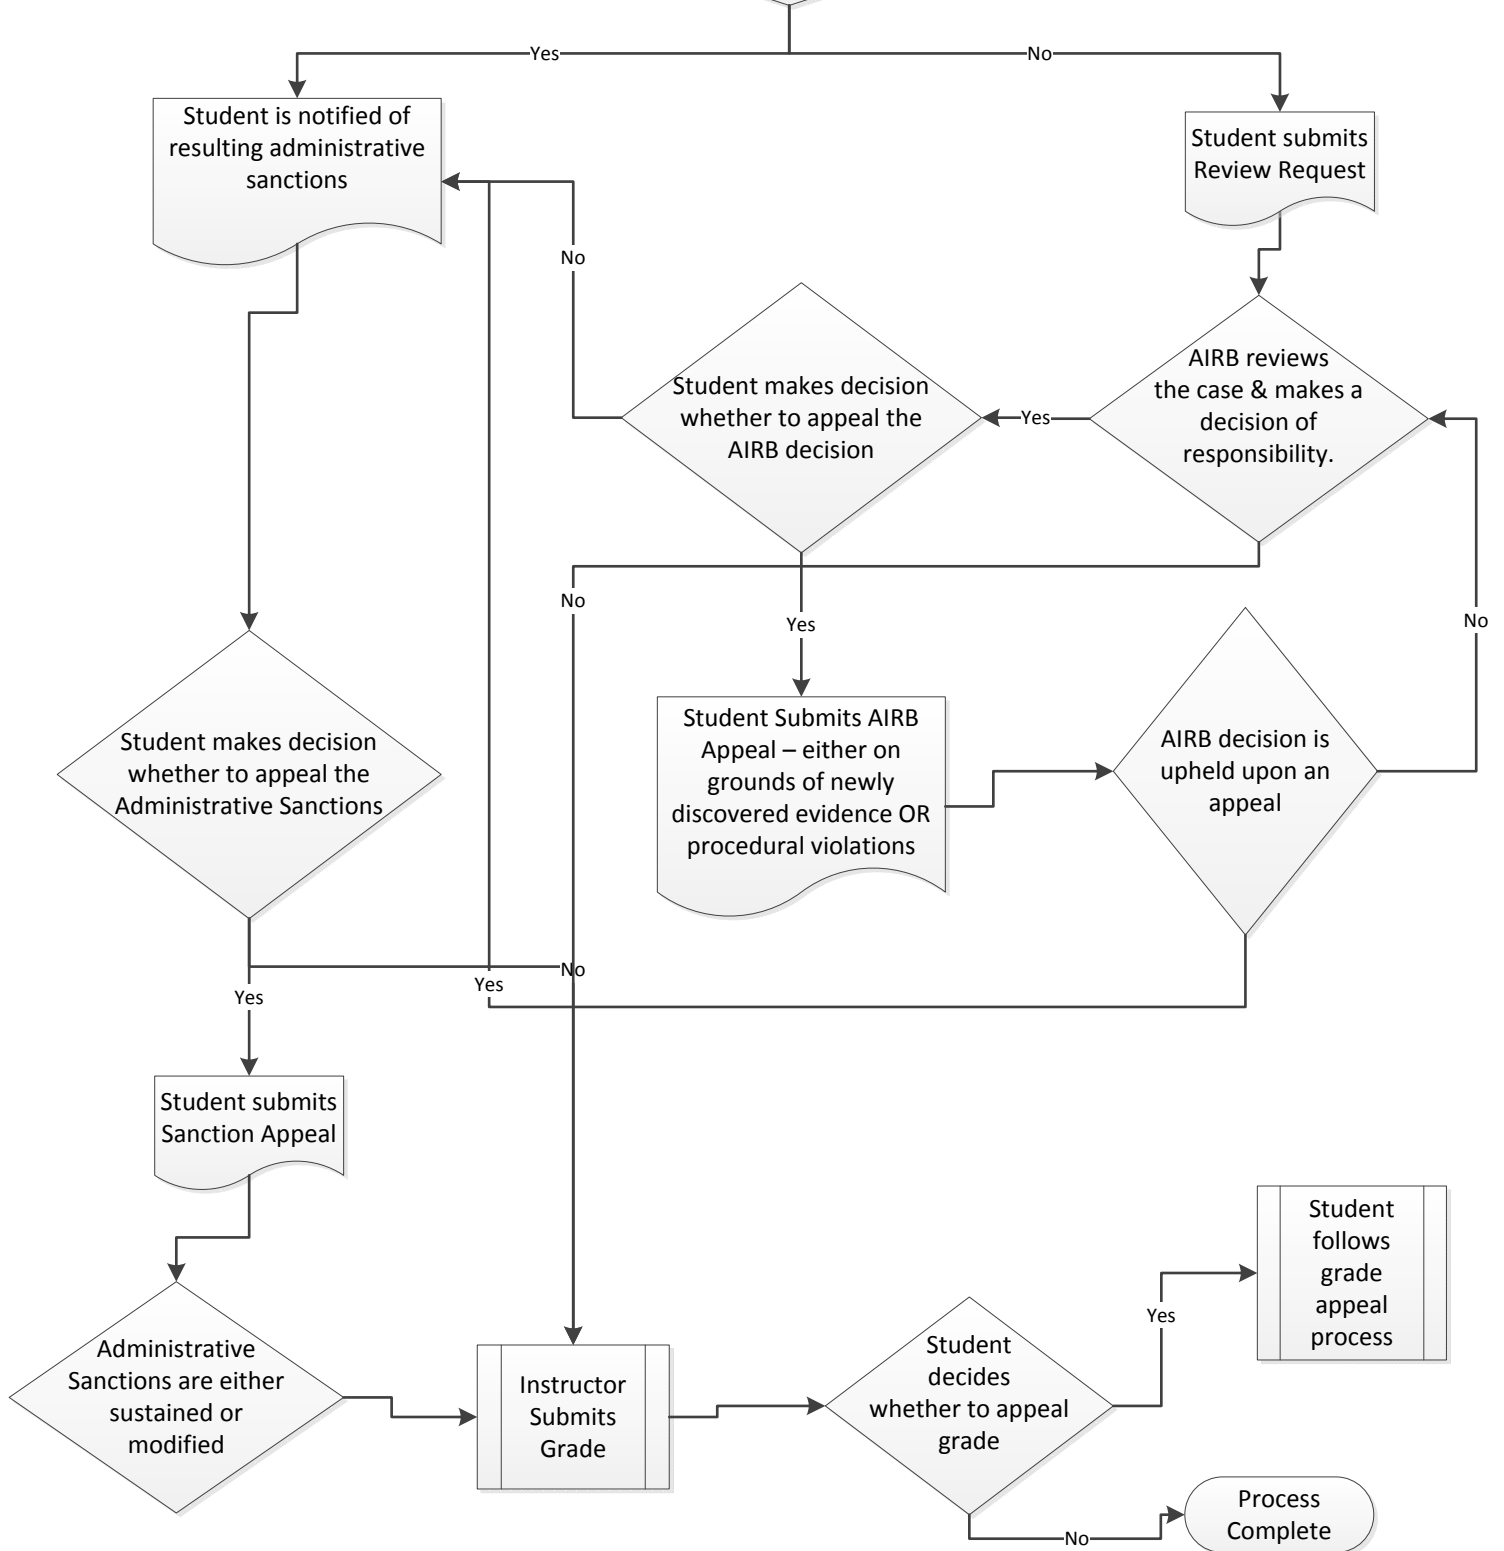 Yes
No
Student is notified of
resulting administrative
sanctions
Student submits
Review Request
No
AIRB reviews
the case & makes a
decision of
responsibility.
Student makes decision
whether to appeal the
AIRB decision
Yes
No
Yes
No
Student makes decision
whether to appeal the
Administrative Sanctions
Student Submits AIRB
Appeal – either on
grounds of newly
discovered evidence OR
procedural violations
AIRB decision is
upheld upon an
appeal
No
Yes
Yes
Student submits
Sanction Appeal
Student
follows
grade
appeal
process
Administrative
Sanctions are either
sustained or
modified
Instructor
Submits
Grade
Student
decides
whether to appeal
grade
Yes
No
Process
Complete